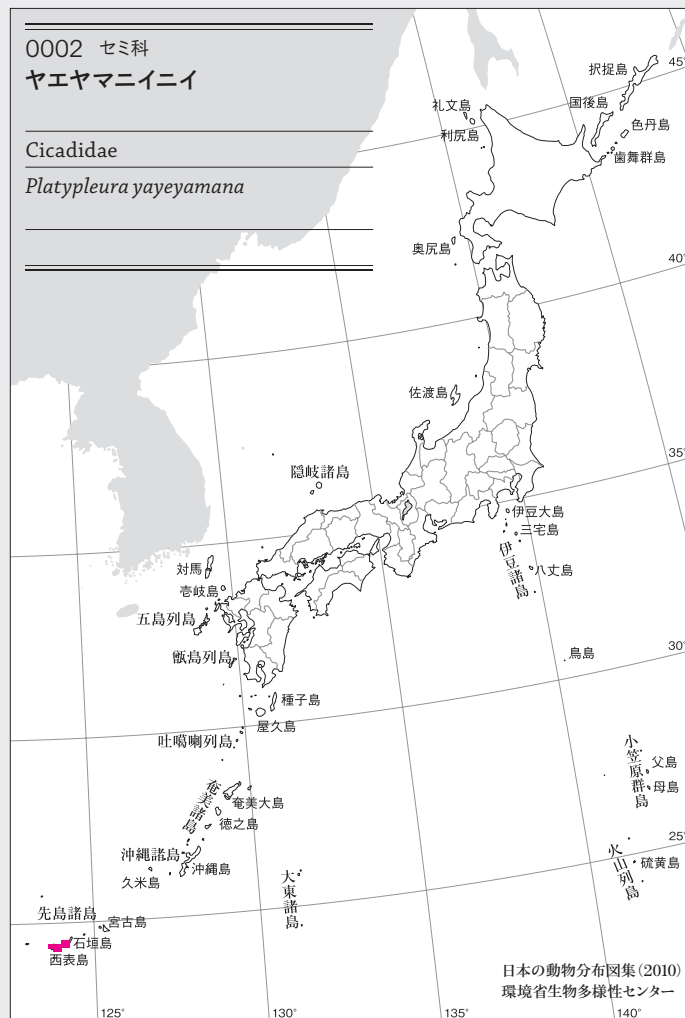 0002 セミ科
ヤエヤマニイニイ
Cicadidae
Platypleura yayeyamana
45°
択捉島
国後島
礼文島
色丹島
利尻島
歯舞群島
奥尻島
40°
佐渡島
35°
隠岐諸島
伊豆大島
三宅島
伊豆諸島
八丈島
対馬
壱岐島
五島列島
甑島列島
鳥島
30°
種子島
屋久島
吐噶喇列島
小笠原群島
父島
母島
奄美諸島
奄美大島
徳之島
25°
沖縄諸島
沖縄島
久米島
火山列島
硫黄島
大東諸島
先島諸島
宮古島
石垣島
西表島
日本の動物分布図集(2010)
環境省生物多様性センター
125°
130°
135°
140°